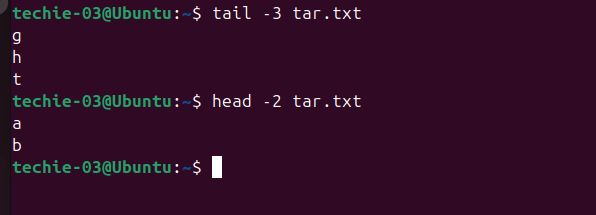 techie-03@Ubuntu:~$ tail -3 tar.txt
g
h
t
techie-03@Ubuntu:~$ head -2 tar.txt
a
b
techie-03@Ubuntu:~$